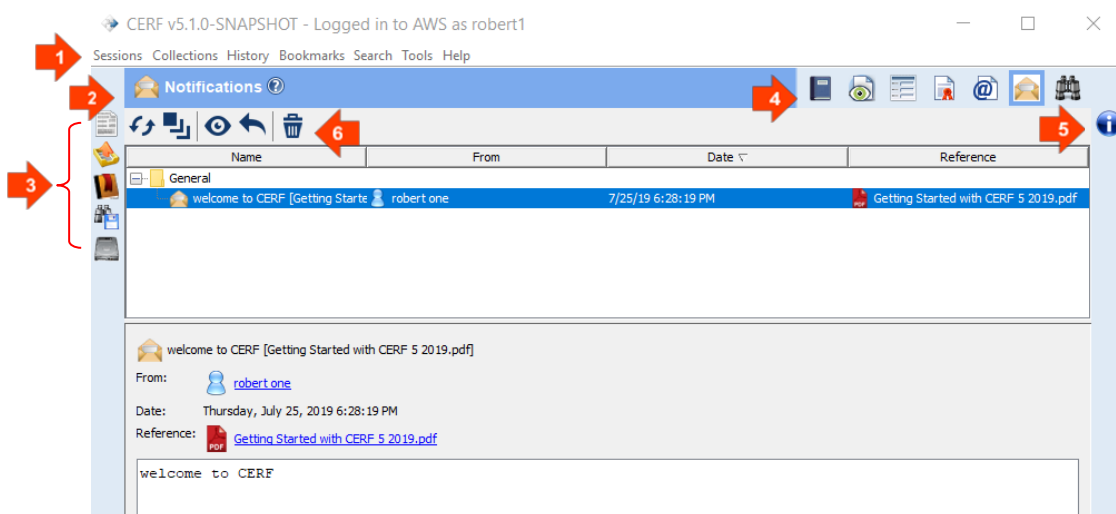 CERF v5.1.0-SNAPSHOT - Logged in to AWS as robert1
1
Sessions Collections History Bookmarks Search Tools Help
2
Notifications ?
4
@
3
6
5
i
Name From Date Reference
General
welcome to CERF [Getting Starte robert one 7/25/19 6:28:19 PM PDF Getting Started with CERF 5 2019.pdf
welcome to CERF [Getting Started with CERF 5 2019.pdf]
From: robert one
Date: Thursday, July 25, 2019 6:28:19 PM
Reference: PDF Getting Started with CERF 5 2019.pdf
welcome to CERF